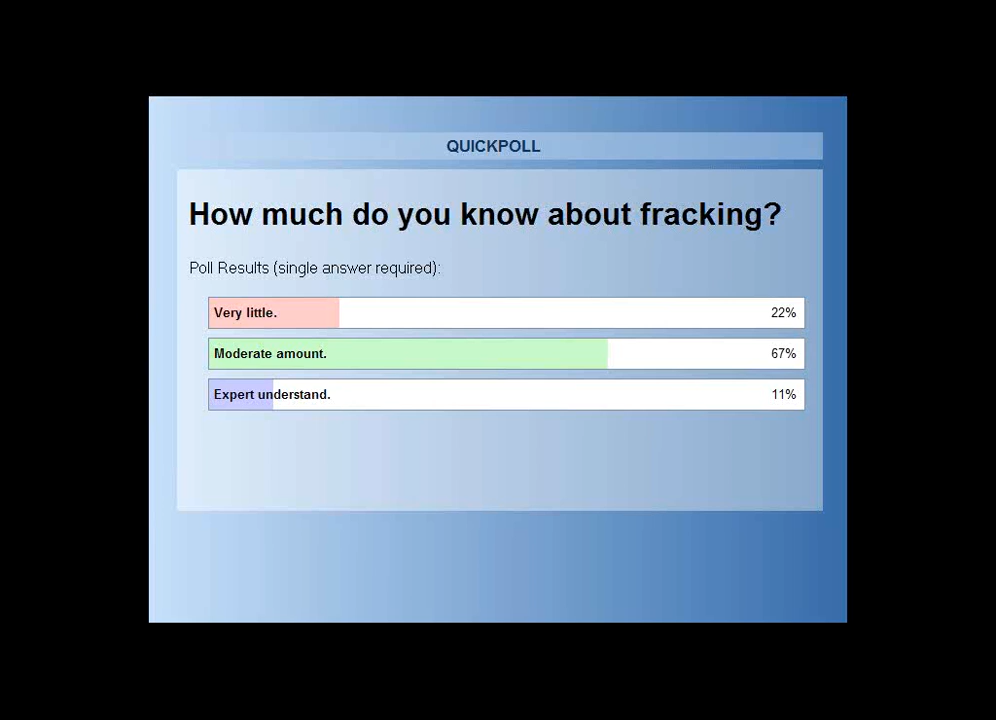 QUICKPOLL
How much do you know about fracking?
Poll Results (single answer required):
Very little. 22%
Moderate amount. 67%
Expert understand. 11%